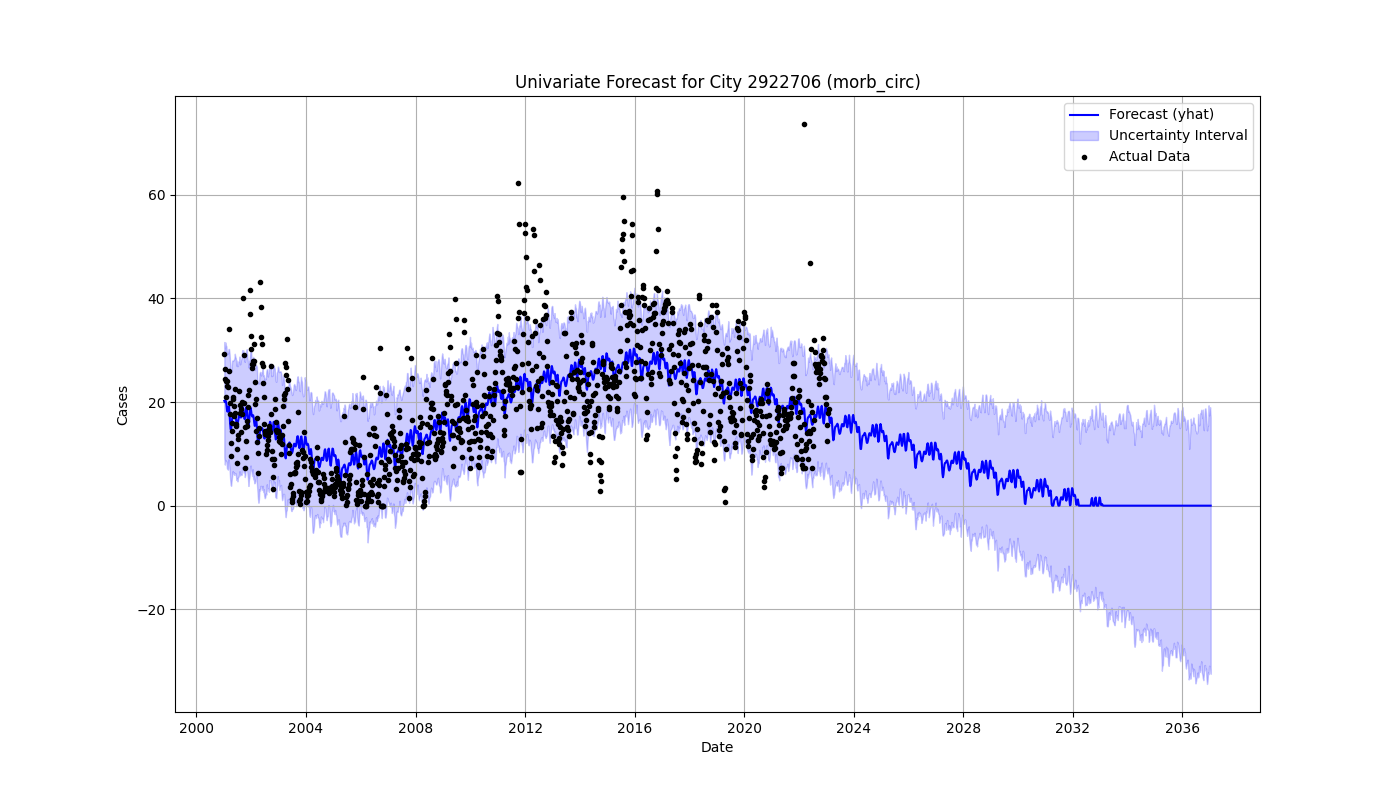 Univariate Forecast for City 2922706 (morb_circ)
Forecast (yhat)
Uncertainty Interval
Actual Data
Cases
60
40
20
0
−20
2000 2004 2008 2012 2016 2020 2024 2028 2032 2036
Date